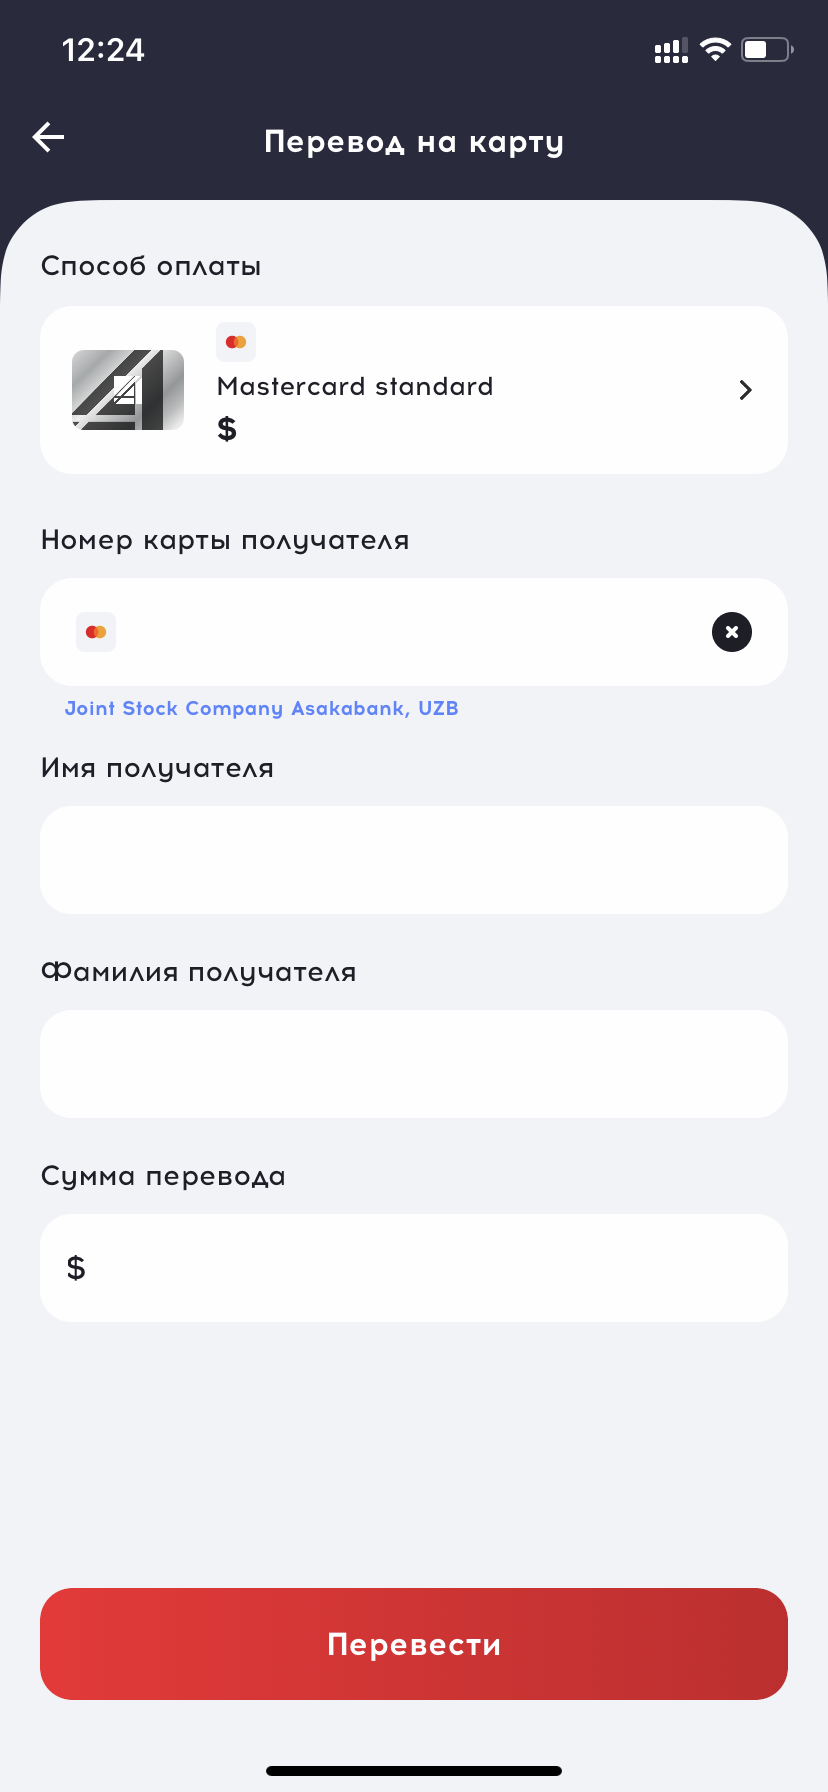 12:24
Перевод на карту
Способ оплаты
Mastercard standard
$
Номер карты получателя
Joint Stock Company Asakabank, UZB
Имя получателя
Фамилия получателя
Сумма перевода
$
Перевести